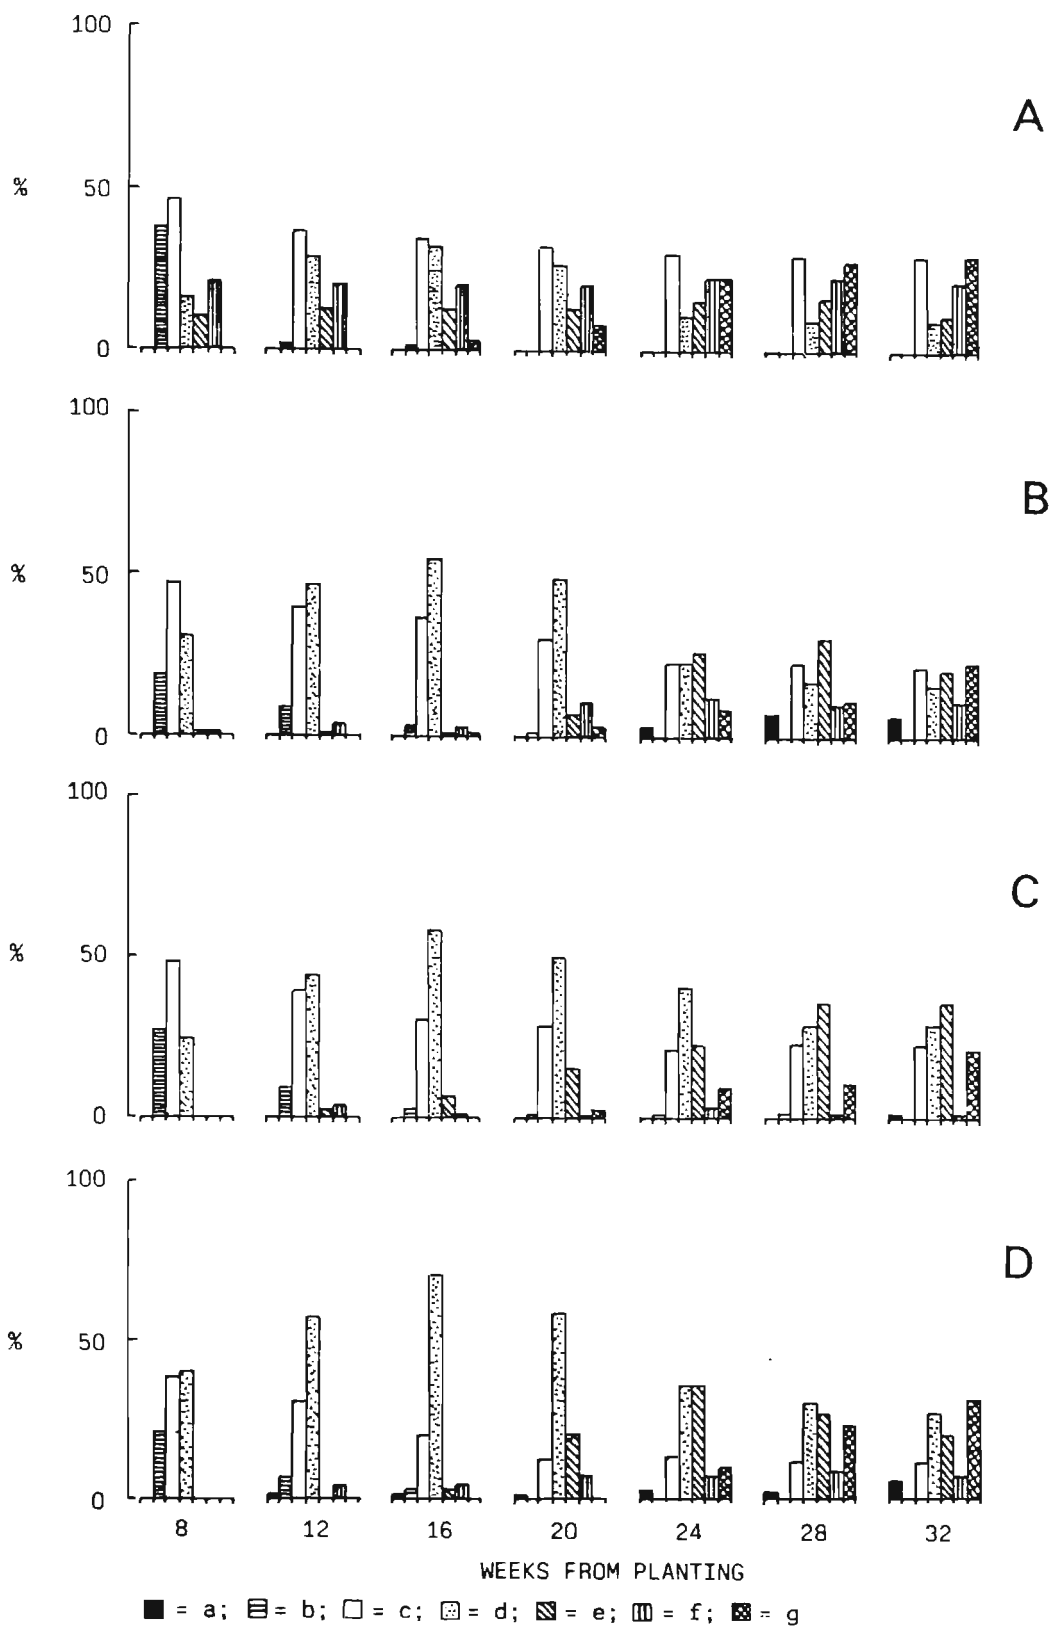 100
A
% 50
0
100
B
% 50
0
100
C
% 50
0
100
D
% 50
0
8 12 16 20 24 28 32
WEEKS FROM PLANTING
= a; = b; = c; = d; = e; = f; = g